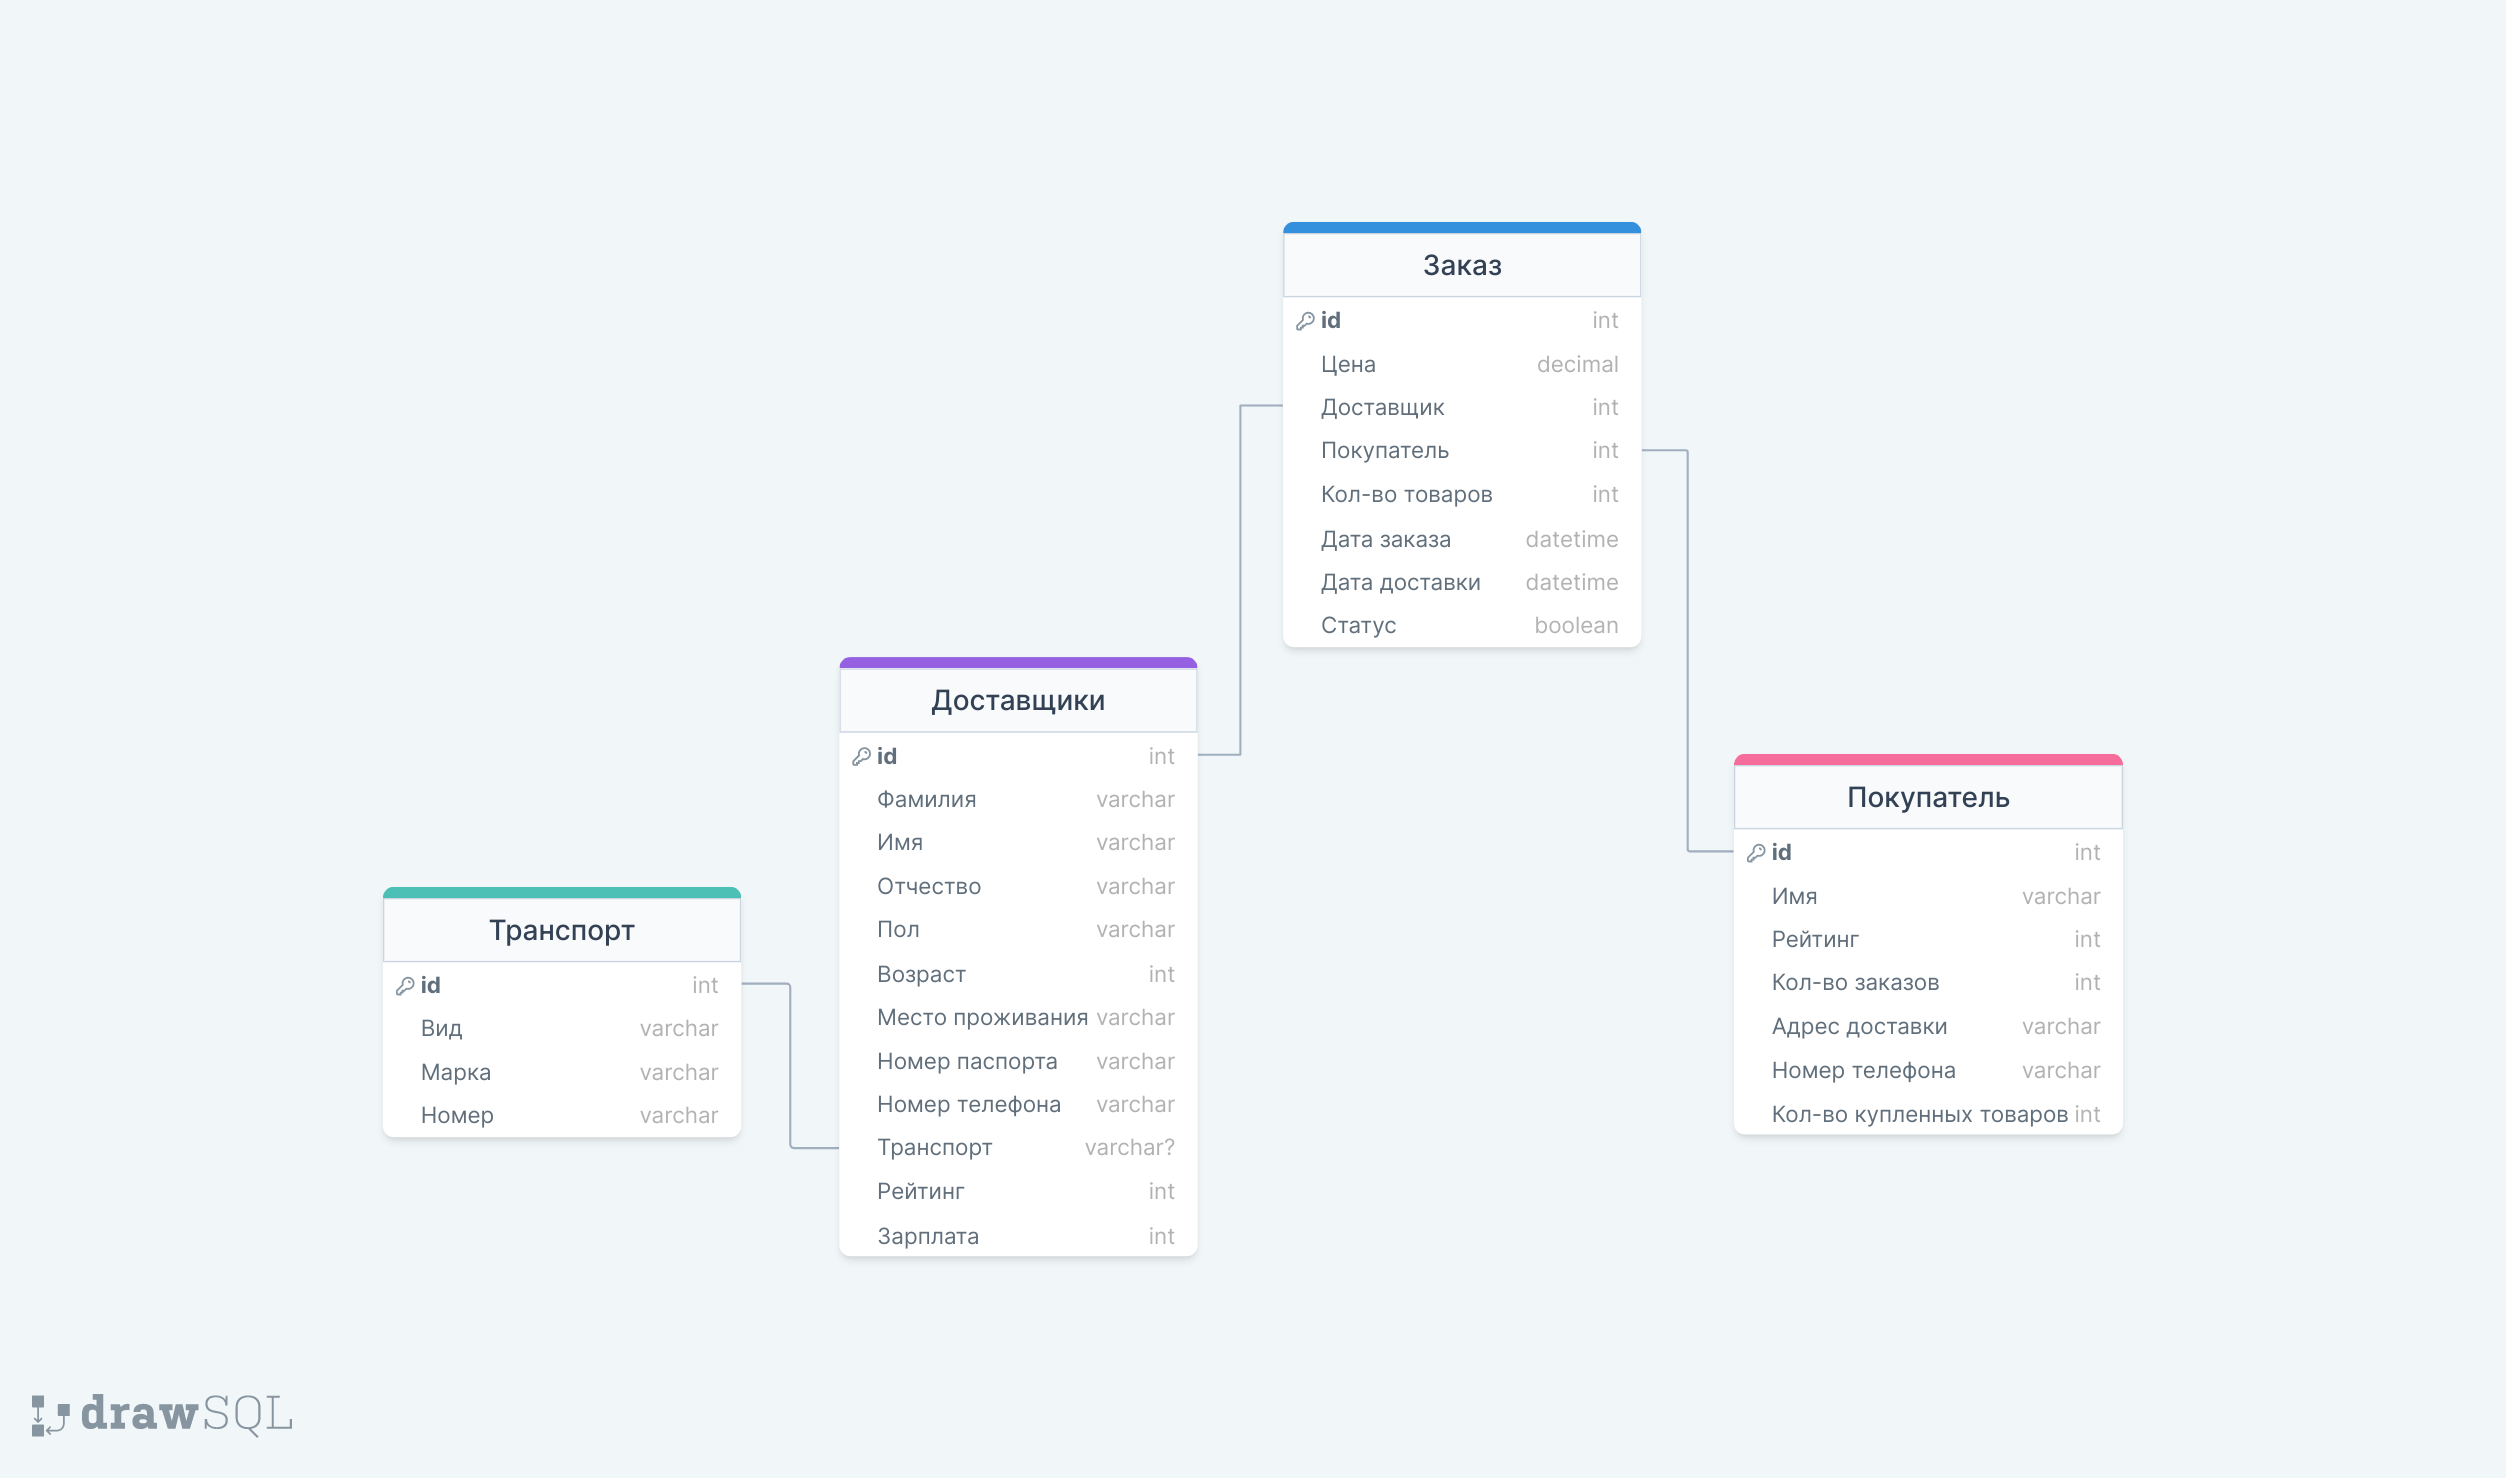 Заказ
id int
Цена decimal
Доставщик int
Покупатель int
Кол-во товаров int
Дата заказа datetime
Дата доставки datetime
Статус boolean
Доставщики
id int
Фамилия varchar
Имя varchar
Отчество varchar
Пол varchar
Возраст int
Место проживания varchar
Номер паспорта varchar
Номер телефона varchar
Транспорт varchar?
Рейтинг int
Зарплата int
Покупатель
id int
Имя varchar
Рейтинг int
Кол-во заказов int
Адрес доставки varchar
Номер телефона varchar
Кол-во купленных товаров int
Транспорт
id int
Вид varchar
Марка varchar
Номер varchar
drawSQL